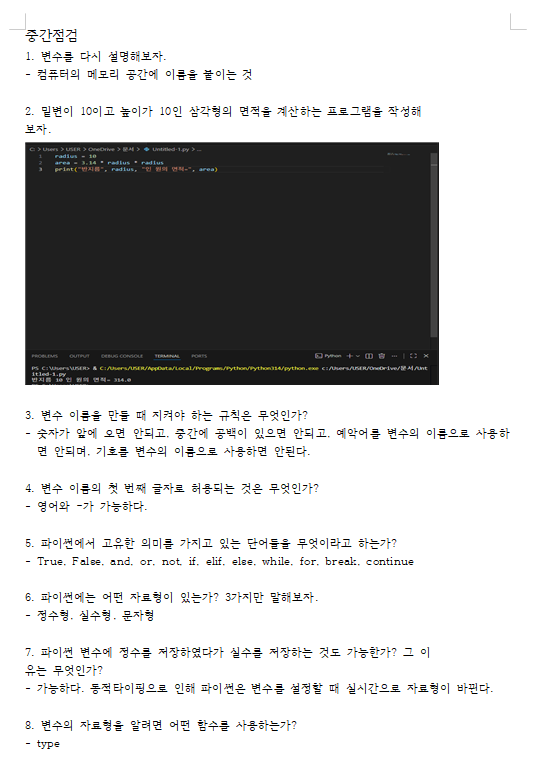 중간점검
1. 변수를 다시 설명해보자.
- 컴퓨터의 메모리 공간에 이름을 붙이는 것
2. 밑변이 10이고 높이가 10인 삼각형의 면적을 계산하는 프로그램을 작성해
보자.
C: > Users > USER > OneDrive > 문서 > Untitled-1.py > ...
1 radius = 10
2 area = 3.14 * radius * radius
3 print("반지름", radius, "인 원의 면적=", area)
PROBLEMS OUTPUT DEBUG CONSOLE TERMINAL PORTS
Python
PS C:\Users\USER> & C:/Users/USER/AppData/Local/Programs/Python/Python314/python.exe c:/Users/USER/OneDrive/문서/Unt
itled-1.py
반지름 10 인 원의 면적= 314.0
3. 변수 이름을 만들 때 지켜야 하는 규칙은 무엇인가?
- 숫자가 앞에 오면 안되고, 중간에 공백이 있으면 안되고, 예악어를 변수의 이름으로 사용하
면 안되며, 기호를 변수의 이름으로 사용하면 안된다.
4. 변수 이름의 첫 번째 글자로 허용되는 것은 무엇인가?
- 영어와 -가 가능하다.
5. 파이썬에서 고유한 의미를 가지고 있는 단어들을 무엇이라고 하는가?
- True, False, and, or, not, if, elif, else, while, for, break, continue
6. 파이썬에는 어떤 자료형이 있는가? 3가지만 말해보자.
- 정수형, 실수형, 문자형
7. 파이썬 변수에 정수를 저장하였다가 실수를 저장하는 것도 가능한가? 그 이
유는 무엇인가?
- 가능하다. 동적타이핑으로 인해 파이썬은 변수를 설정할 때 실시간으로 자료형이 바뀐다.
8. 변수의 자료형을 알려면 어떤 함수를 사용하는가?
- type